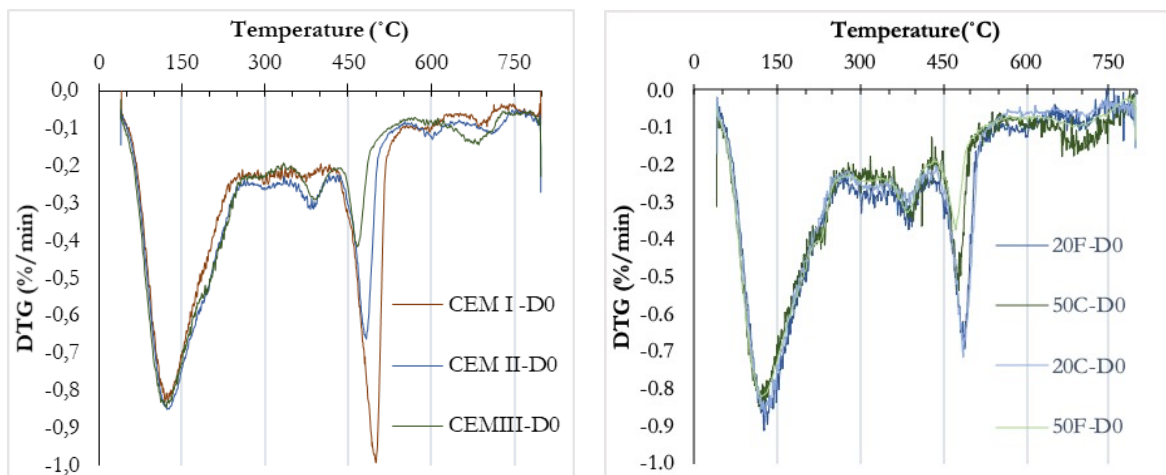 Temperature (˚C)
0 150 300 450 600 750
0,0
-0,1
-0,2
-0,3
-0,4
-0,5
-0,6
-0,7
-0,8
-0,9
-1,0
DTG (%/min)
CEM I -D0
CEM II-D0
CEMIII-D0
Temperature(˚C)
0 150 300 450 600 750
0.0
-0.1
-0.2
-0.3
-0.4
-0.5
-0.6
-0.7
-0.8
-0.9
-1.0
DTG (%/min)
20F-D0
50C-D0
20C-D0
50F-D0